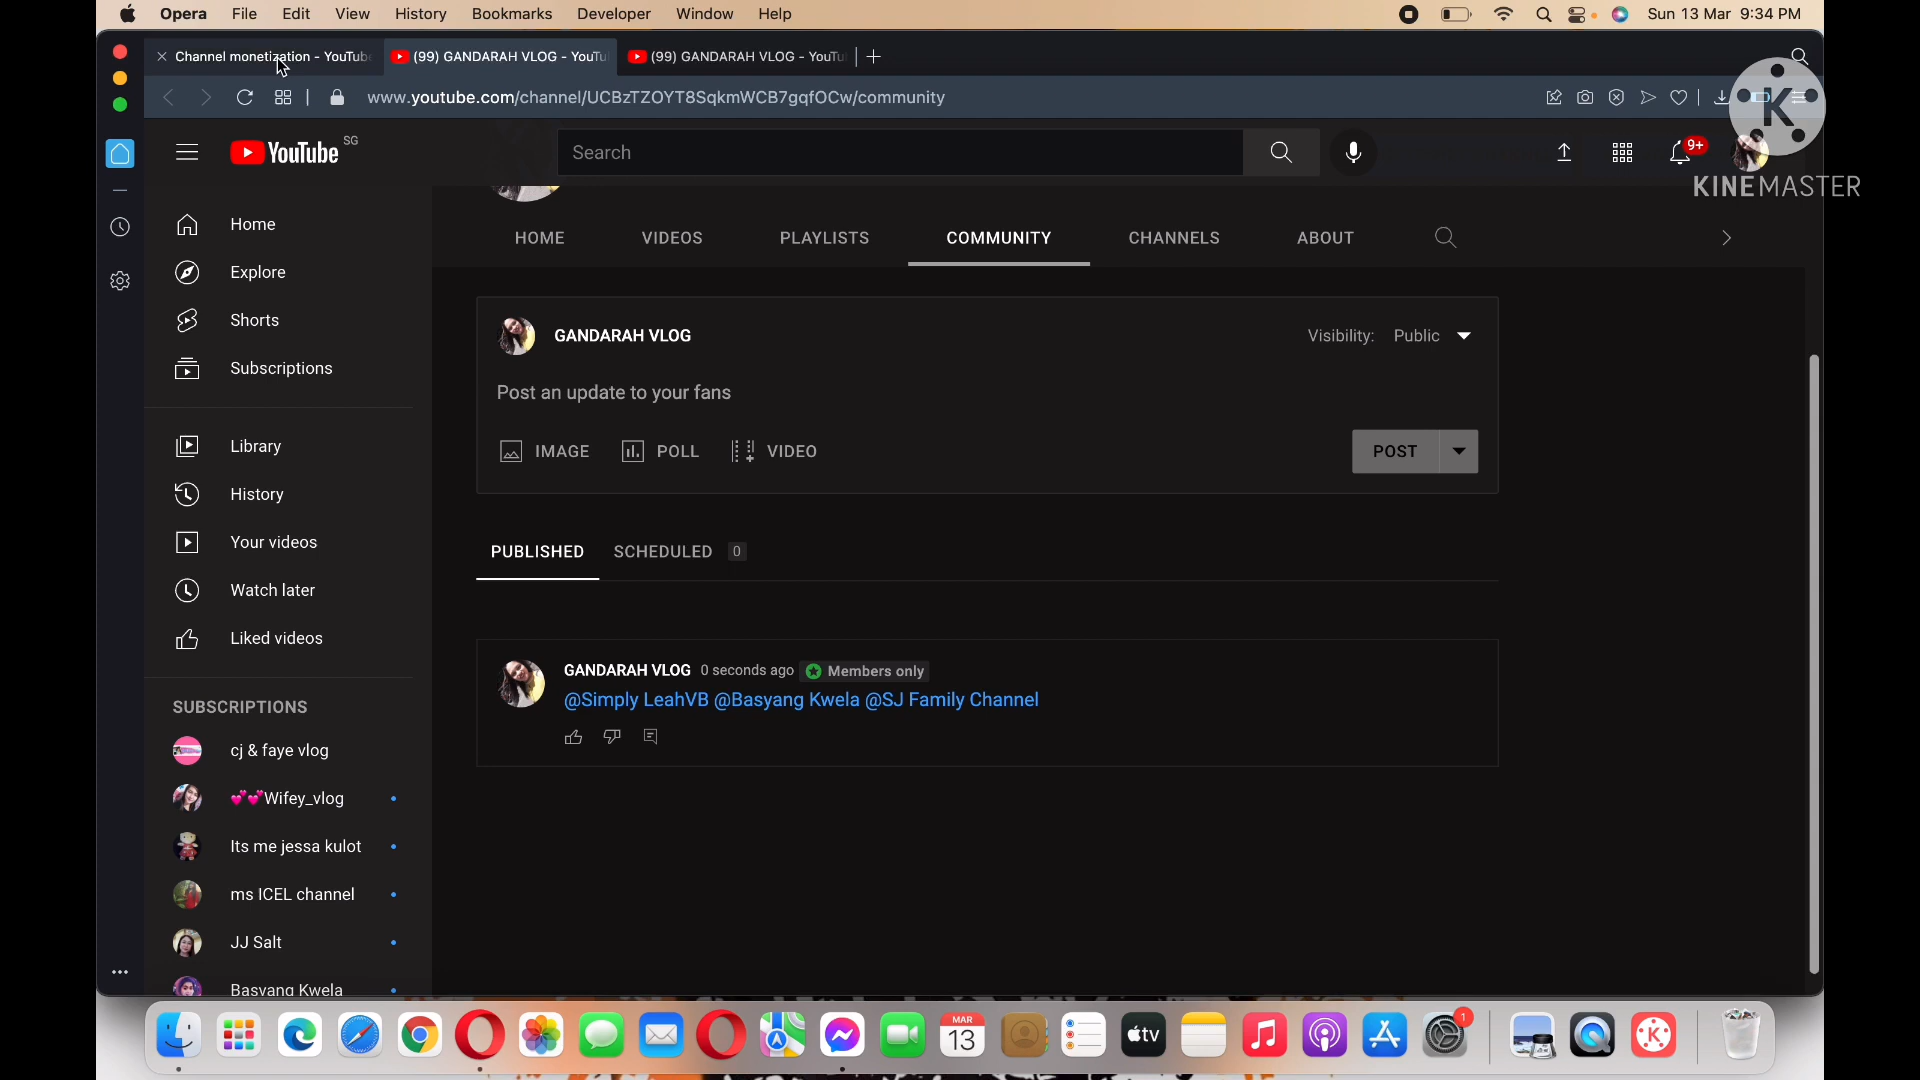 Opera File Edit View History Bookmarks Developer Window Help Sun 13 Mar 9:34 PM
Channel monetization - YouTube (99) GANDARAH VLOG - YouTu (99) GANDARAH VLOG - YouTu
www.youtube.com/channel/UCBzTZOYT8SqkmWCB7gqfOCw/community
YouTube SG Search 9+
K
KINEMASTER
Home
Explore
Shorts
Subscriptions
Library
History
Your videos
Watch later
Liked videos
SUBSCRIPTIONS
cj & faye vlog
💕💕Wifey_vlog
Its me jessa kulot
ms ICEL channel
JJ Salt
Basyang Kwela
HOME VIDEOS PLAYLISTS COMMUNITY CHANNELS ABOUT
GANDARAH VLOG Visibility: Public
Post an update to your fans
IMAGE POLL VIDEO POST
PUBLISHED SCHEDULED 0
GANDARAH VLOG 0 seconds ago Members only
@Simply LeahVB @Basyang Kwela @SJ Family Channel
MAR
13
tv
1